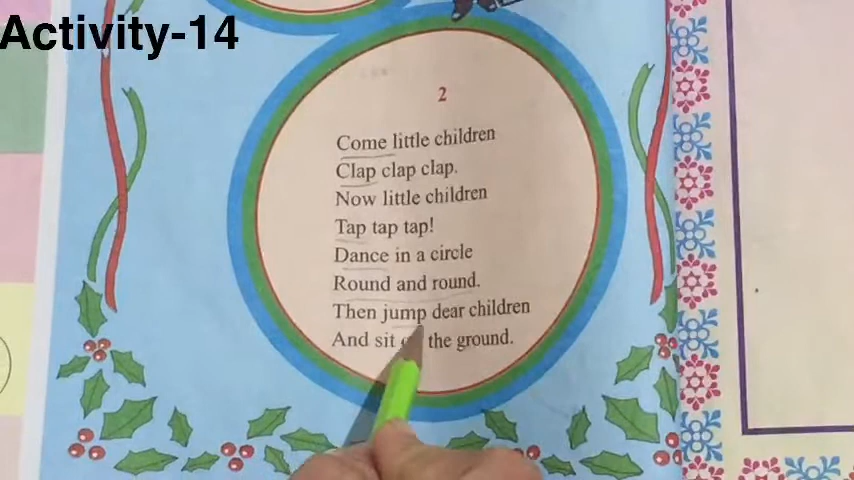 Activity-14
2
Come little children
Clap clap clap.
Now little children
Tap tap tap!
Dance in a circle
Round and round.
Then jump dear children
And sit the ground.